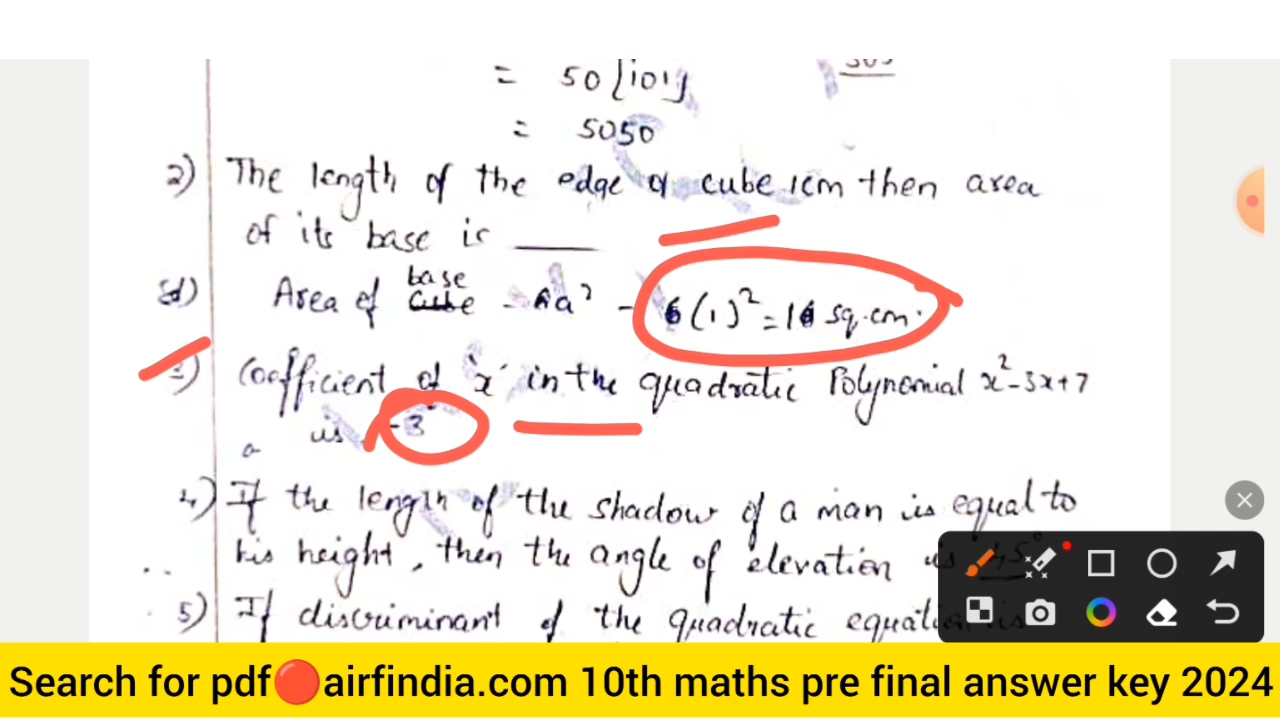 = 50 [101]
= 5050
2) The length of the edge of cube 1cm then area
of its base is ____
Sol) Area of base = a² = (1)² = 1 sq.cm.
3) Coefficient of 'x' in the quadratic Polynomial x²-3x+7
is -3
4) If the length of the shadow of a man is equal to
his height, then the angle of elevation is 45°
5) If discriminant of the quadratic equation is
Search for pdf🔴airfindia.com 10th maths pre final answer key 2024